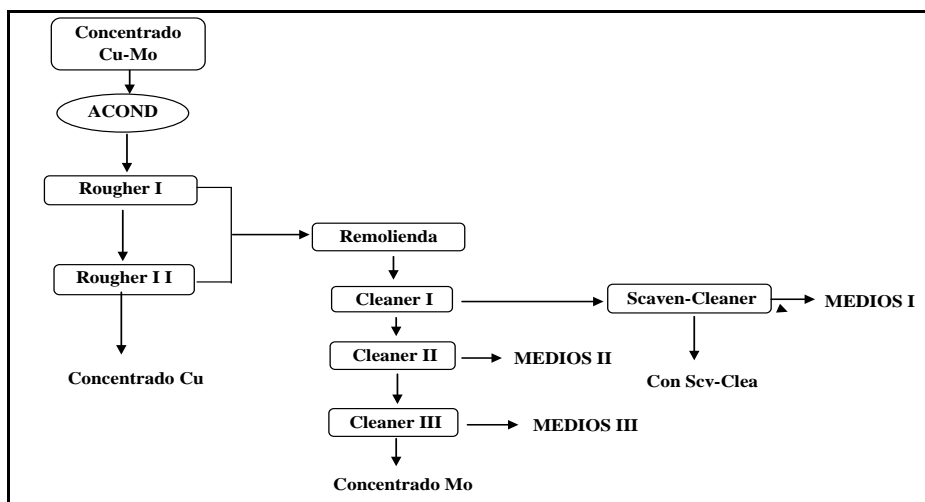 Concentrado
Cu-Mo
ACOND
Rougher I
Rougher I I
Concentrado Cu
Remolienda
Cleaner I
Scaven-Cleaner
MEDIOS I
Cleaner II
MEDIOS II
Con Scv-Clea
Cleaner III
MEDIOS III
Concentrado Mo